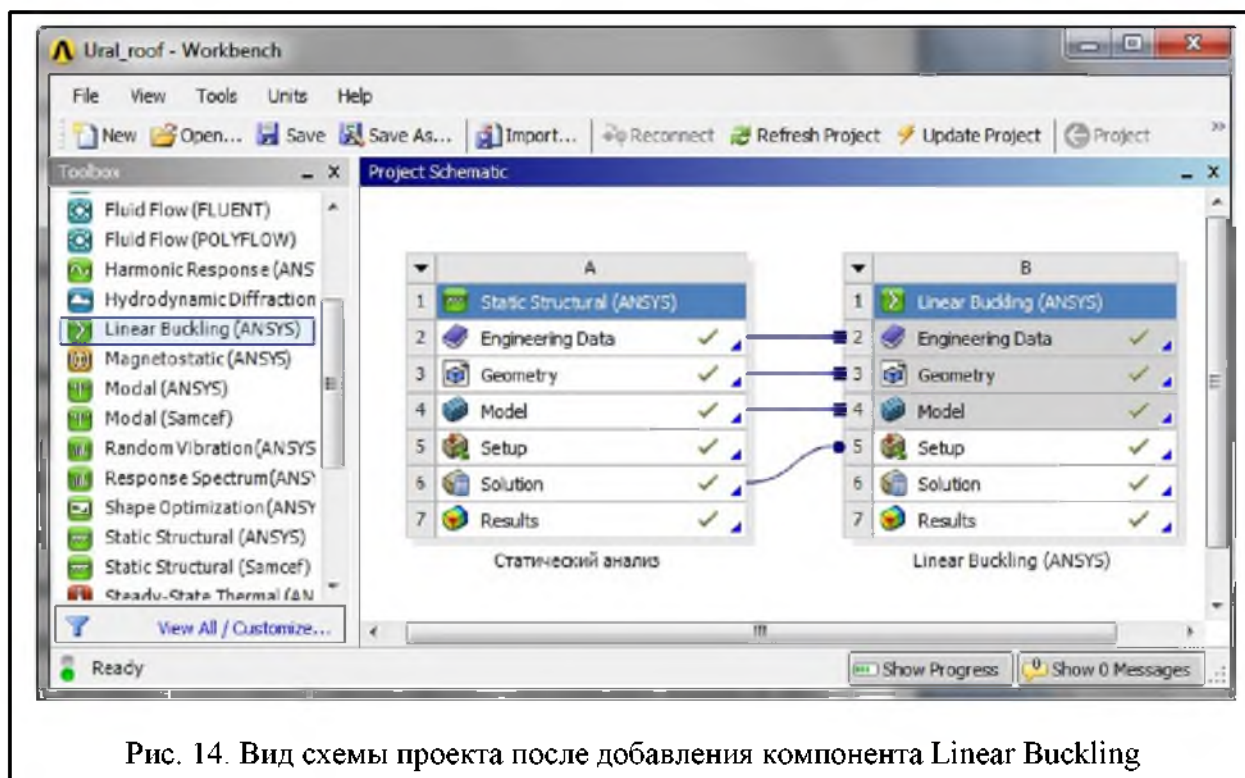 Ural_roof - Workbench
File View Tools Units Help
New Open... Save Save As... Import... Reconnect Refresh Project Update Project Project
Toolbox
Fluid Flow (FLUENT)
Fluid Flow (POLYFLOW)
Harmonic Response (ANS
Hydrodynamic Diffraction
Linear Buckling (ANSYS)
Magnetostatic (ANSYS)
Modal (ANSYS)
Modal (Samcef)
Random Vibration (ANSYS
Response Spectrum (ANSY
Shape Optimization (ANSY
Static Structural (ANSYS)
Static Structural (Samcef)
Steady-State Thermal (AN
View All / Customize...
Project Schematic
A
1 Static Structural (ANSYS)
2 Engineering Data
3 Geometry
4 Model
5 Setup
6 Solution
7 Results
Статический анализ
B
1 Linear Buckling (ANSYS)
2 Engineering Data
3 Geometry
4 Model
5 Setup
6 Solution
7 Results
Linear Buckling (ANSYS)
Ready
Show Progress Show 0 Messages
Рис. 14. Вид схемы проекта после добавления компонента Linear Buckling